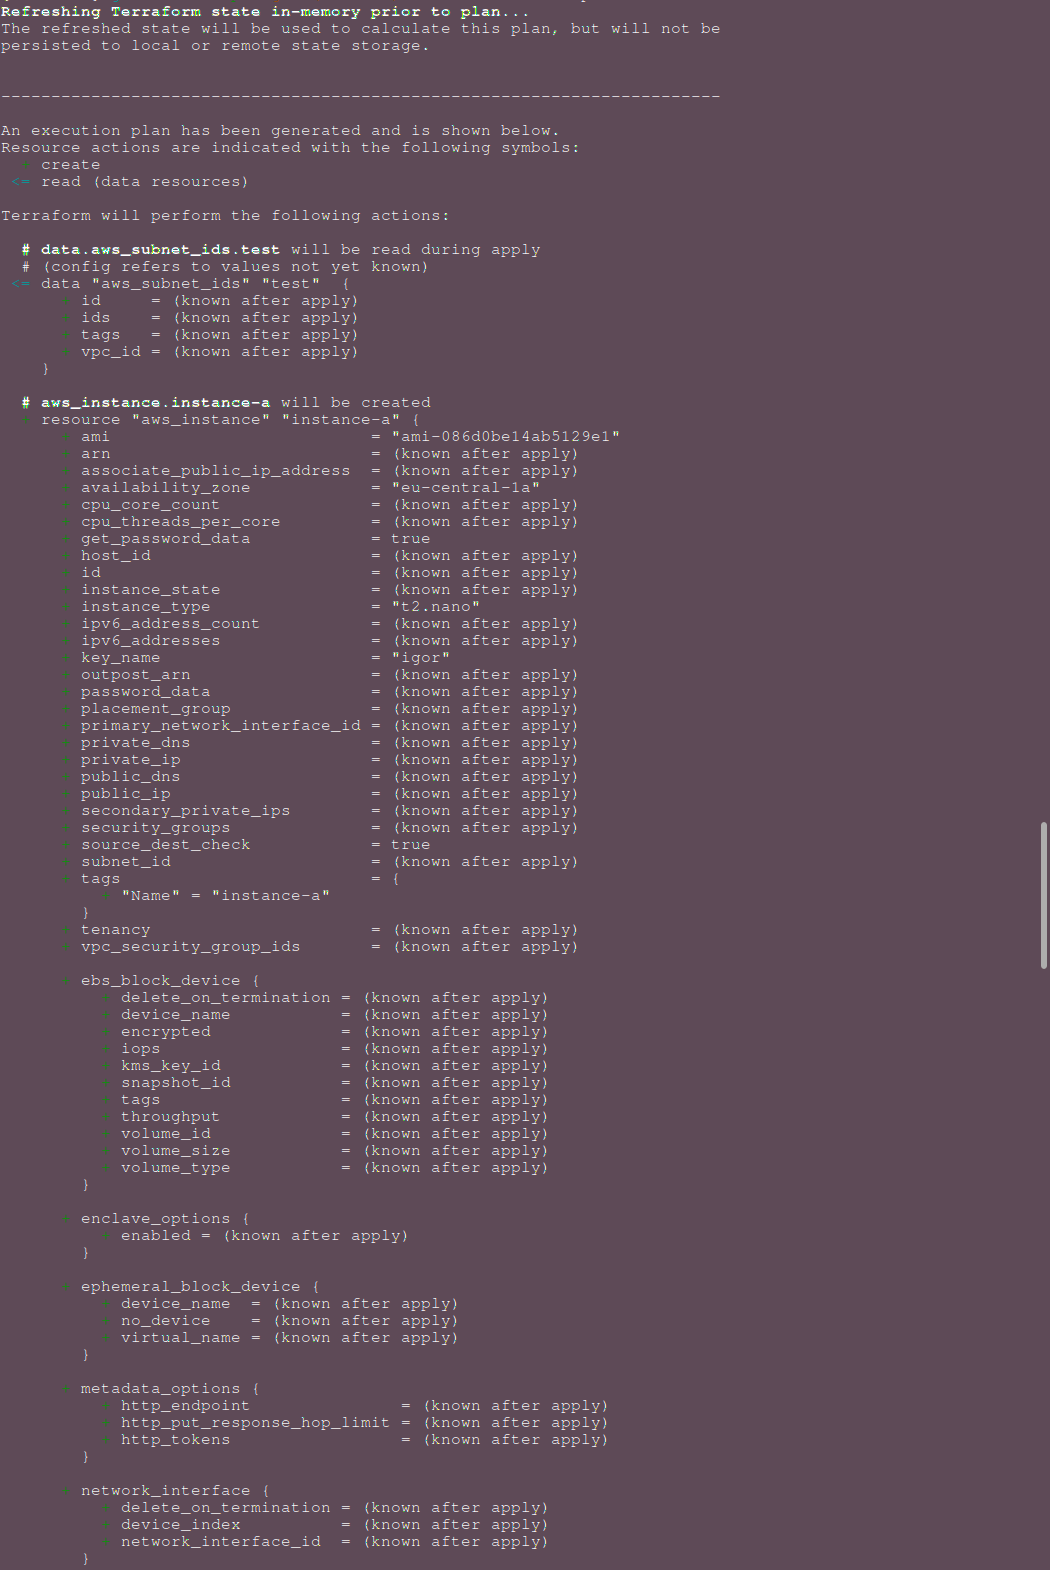 Refreshing Terraform state in-memory prior to plan...
The refreshed state will be used to calculate this plan, but will not be
persisted to local or remote state storage.
------------------------------------------------------------------------
An execution plan has been generated and is shown below.
Resource actions are indicated with the following symbols:
+ create
<= read (data resources)
Terraform will perform the following actions:
# data.aws_subnet_ids.test will be read during apply
# (config refers to values not yet known)
<= data "aws_subnet_ids" "test"  {
+ id     = (known after apply)
+ ids    = (known after apply)
+ tags   = (known after apply)
+ vpc_id = (known after apply)
}
# aws_instance.instance-a will be created
+ resource "aws_instance" "instance-a" {
+ ami                          = "ami-086d0be14ab5129e1"
+ arn                          = (known after apply)
+ associate_public_ip_address  = (known after apply)
+ availability_zone            = "eu-central-1a"
+ cpu_core_count               = (known after apply)
+ cpu_threads_per_core         = (known after apply)
+ get_password_data            = true
+ host_id                      = (known after apply)
+ id                           = (known after apply)
+ instance_state               = (known after apply)
+ instance_type                = "t2.nano"
+ ipv6_address_count           = (known after apply)
+ ipv6_addresses               = (known after apply)
+ key_name                     = "igor"
+ outpost_arn                  = (known after apply)
+ password_data                = (known after apply)
+ placement_group              = (known after apply)
+ primary_network_interface_id = (known after apply)
+ private_dns                  = (known after apply)
+ private_ip                   = (known after apply)
+ public_dns                   = (known after apply)
+ public_ip                    = (known after apply)
+ secondary_private_ips        = (known after apply)
+ security_groups              = (known after apply)
+ source_dest_check            = true
+ subnet_id                    = (known after apply)
+ tags                         = {
+ "Name" = "instance-a"
}
+ tenancy                      = (known after apply)
+ vpc_security_group_ids       = (known after apply)
+ ebs_block_device {
+ delete_on_termination = (known after apply)
+ device_name           = (known after apply)
+ encrypted             = (known after apply)
+ iops                  = (known after apply)
+ kms_key_id            = (known after apply)
+ snapshot_id           = (known after apply)
+ tags                  = (known after apply)
+ throughput            = (known after apply)
+ volume_id             = (known after apply)
+ volume_size           = (known after apply)
+ volume_type           = (known after apply)
}
+ enclave_options {
+ enabled = (known after apply)
}
+ ephemeral_block_device {
+ device_name  = (known after apply)
+ no_device    = (known after apply)
+ virtual_name = (known after apply)
}
+ metadata_options {
+ http_endpoint               = (known after apply)
+ http_put_response_hop_limit = (known after apply)
+ http_tokens                 = (known after apply)
}
+ network_interface {
+ delete_on_termination = (known after apply)
+ device_index          = (known after apply)
+ network_interface_id  = (known after apply)
}